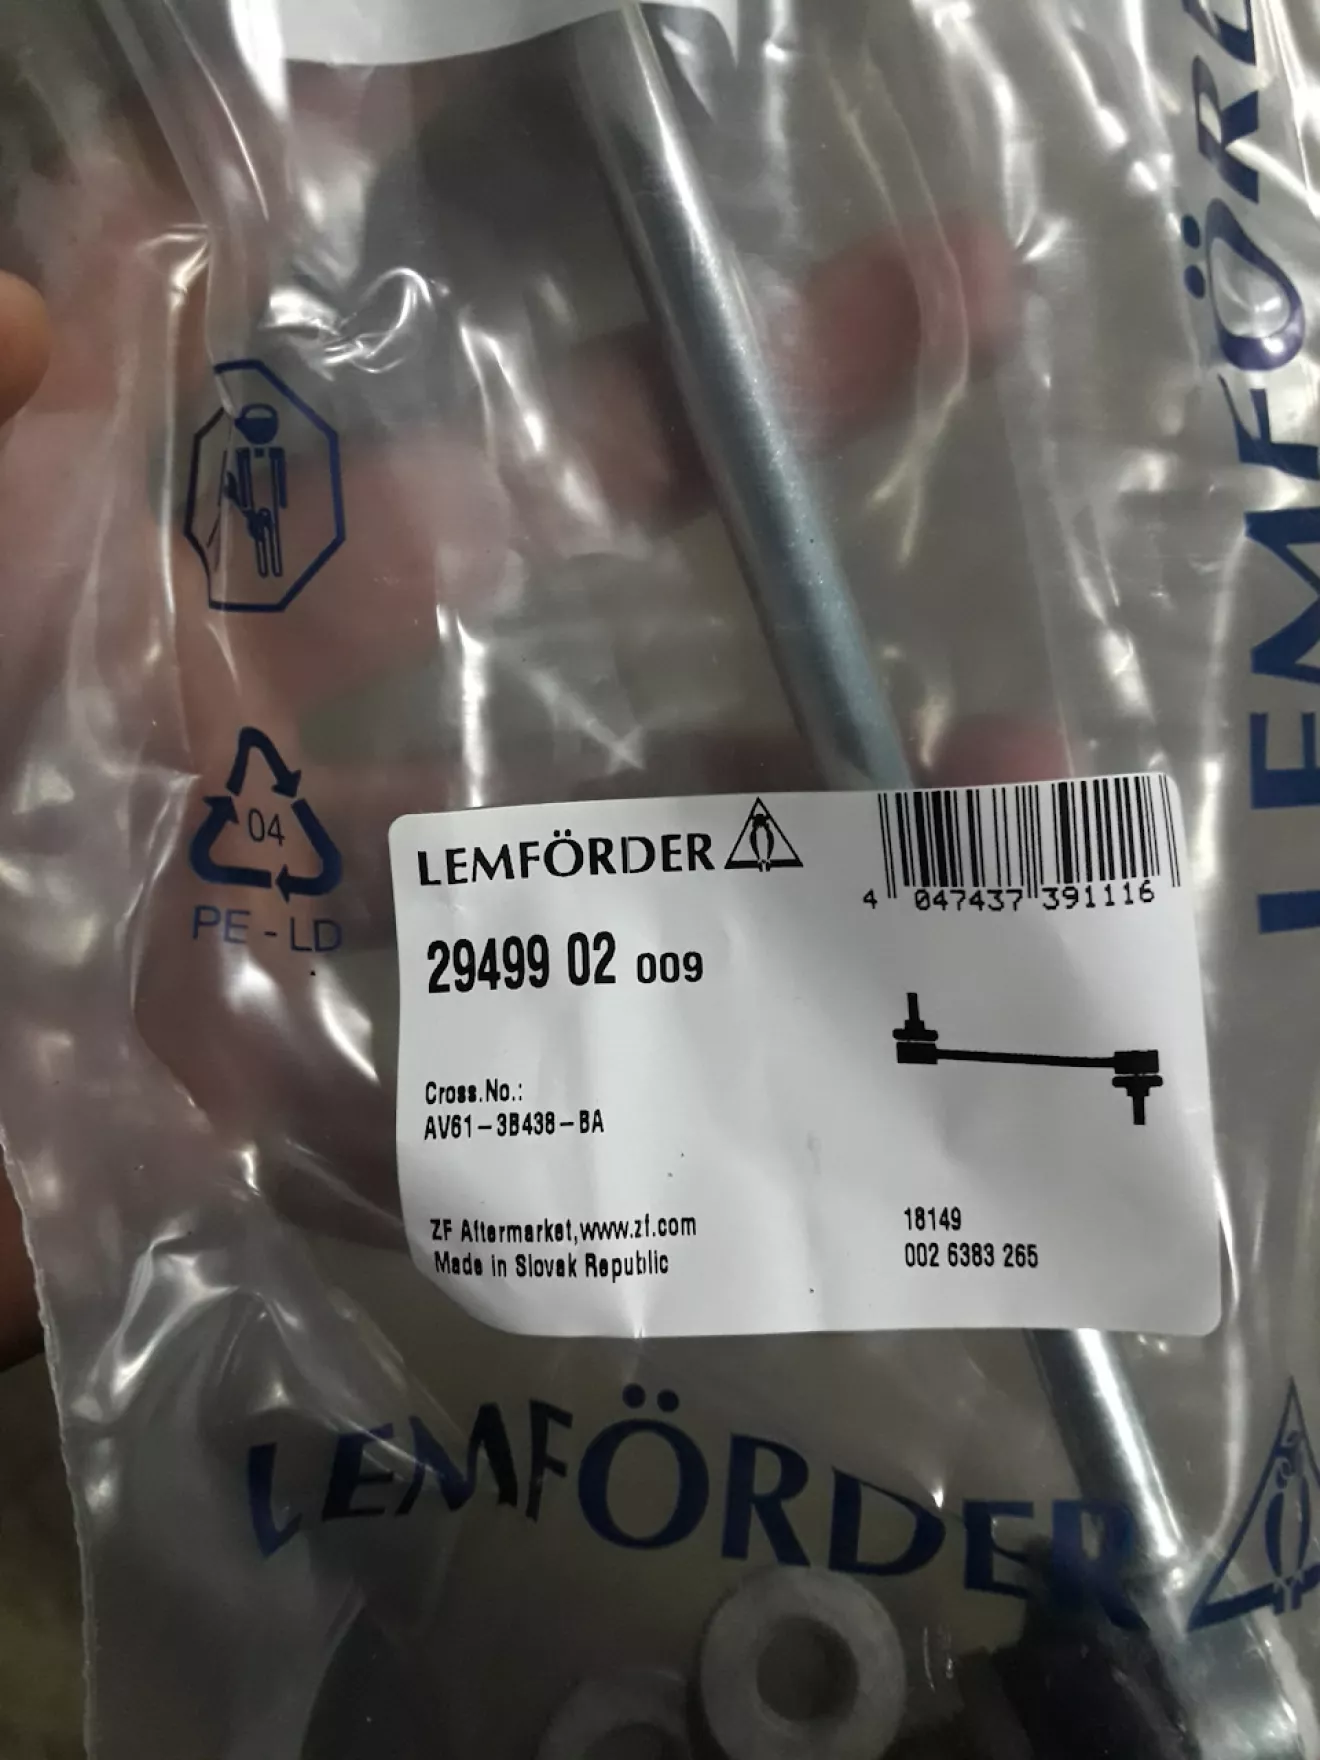 LEMFÖRD
04
PE-LD
LEMFÖRDER
4 047437 391116
29499 02 009
Cross.No.:
AV61-3B438-BA
ZF Aftermarket,www.zf.com
Made in Slovak Republic
18149
002 6383 265
LEMFÖRDER